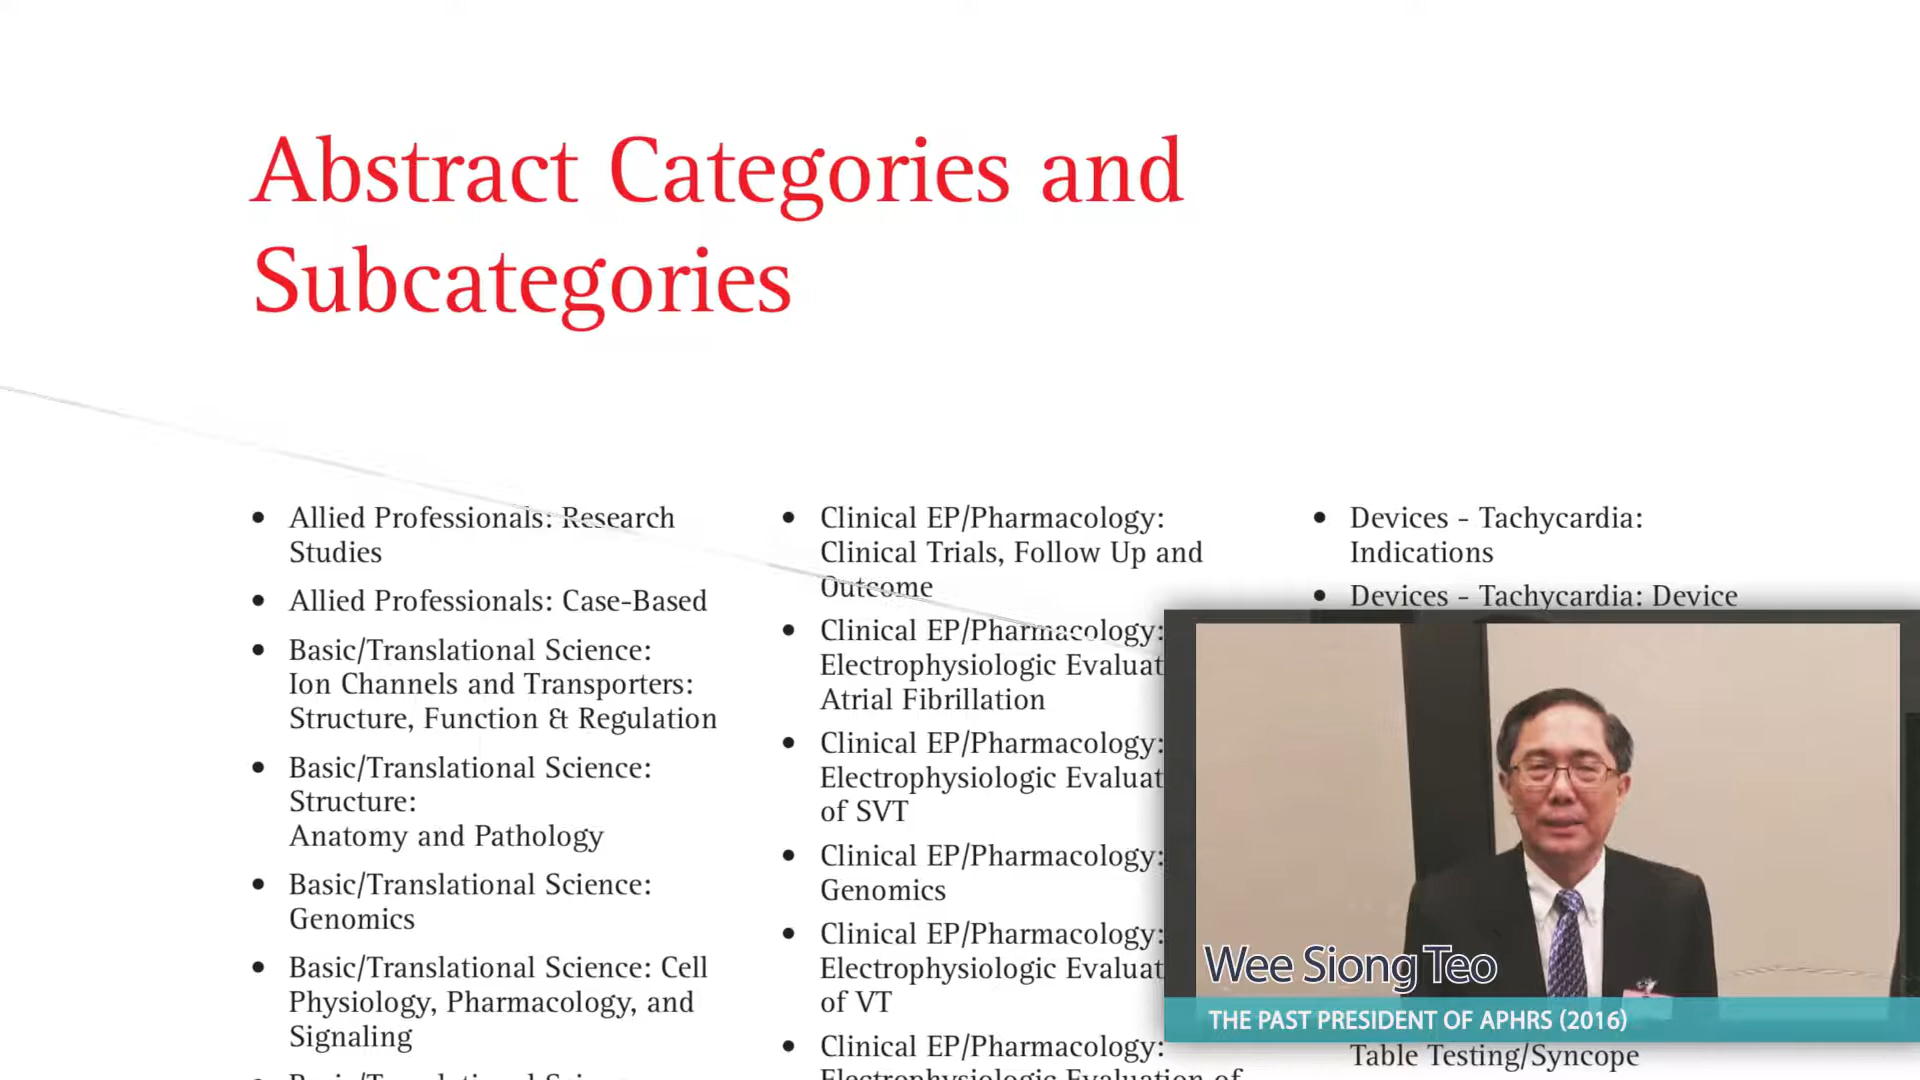 Abstract Categories and
Subcategories
• Allied Professionals: Research
Studies
• Allied Professionals: Case-Based
• Basic/Translational Science:
Ion Channels and Transporters:
Structure, Function & Regulation
• Basic/Translational Science:
Structure:
Anatomy and Pathology
• Basic/Translational Science:
Genomics
• Basic/Translational Science: Cell
Physiology, Pharmacology, and
Signaling
• Clinical EP/Pharmacology:
Clinical Trials, Follow Up and
Outcome
• Clinical EP/Pharmacology:
Electrophysiologic Evaluat
Atrial Fibrillation
• Clinical EP/Pharmacology:
Electrophysiologic Evaluat
of SVT
• Clinical EP/Pharmacology:
Genomics
• Clinical EP/Pharmacology:
Electrophysiologic Evaluat
of VT
• Clinical EP/Pharmacology:
Electrophysiologic Evaluation of
• Devices - Tachycardia:
Indications
• Devices - Tachycardia: Device
Table Testing/Syncope
Wee Siong Teo
THE PAST PRESIDENT OF APHRS (2016)